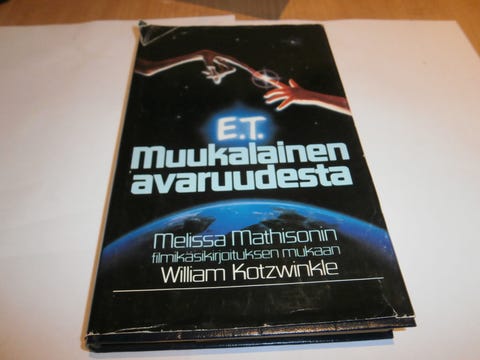 E.T.
Muukalainen
avaruudesta
Melissa Mathisonin
filmikäsikirjoituksen mukaan
William Kotzwinkle